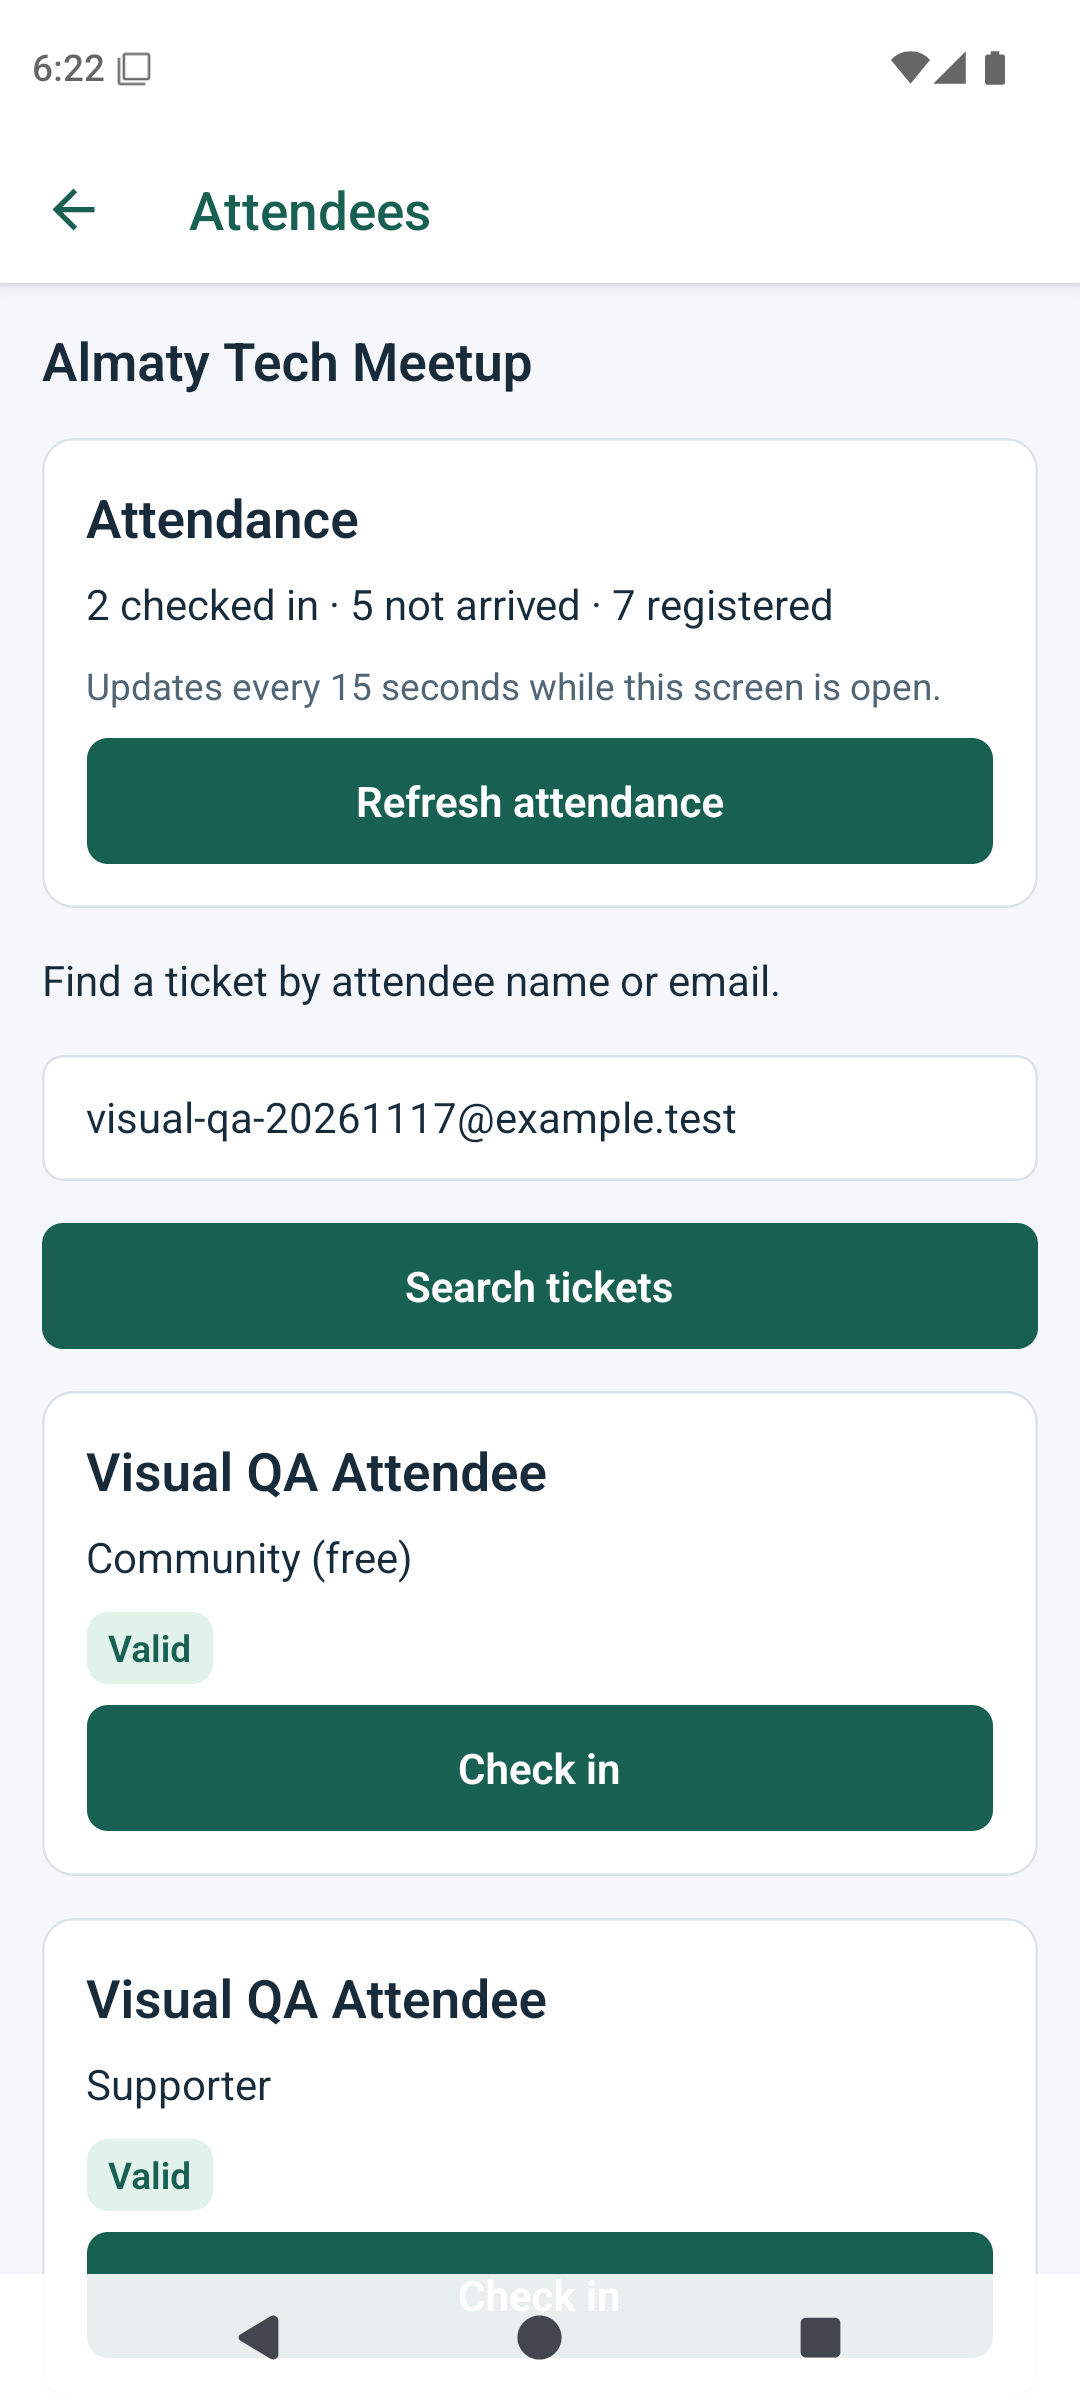 6:22
Attendees
Almaty Tech Meetup
Attendance
2 checked in · 5 not arrived · 7 registered
Updates every 15 seconds while this screen is open.
Refresh attendance
Find a ticket by attendee name or email.
visual-qa-20261117@example.test
Search tickets
Visual QA Attendee
Community (free)
Valid
Check in
Visual QA Attendee
Supporter
Valid
Check in